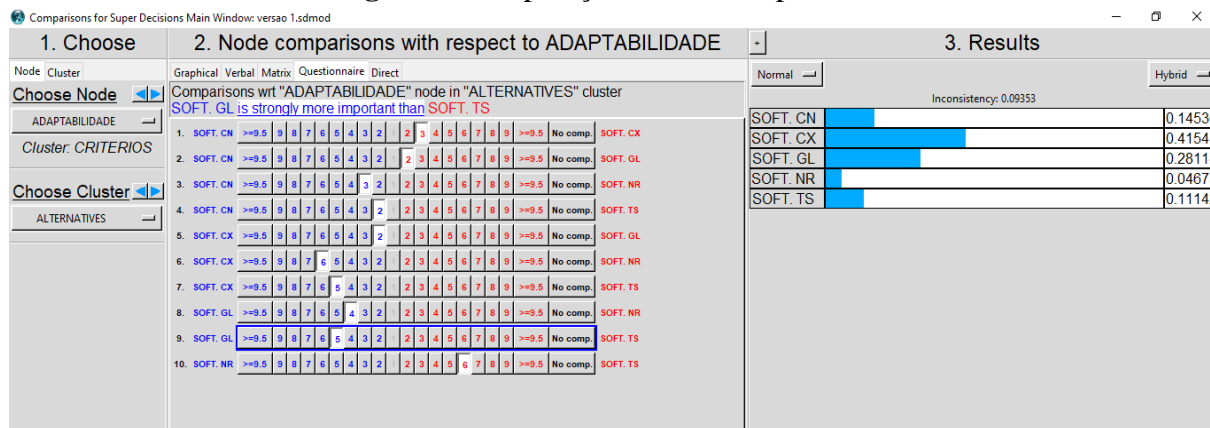 Comparisons for Super Decisions Main Window: versao 1.sdmod
1. Choose
Node Cluster
Choose Node
ADAPTABILIDADE
Cluster: CRITERIOS
Choose Cluster
ALTERNATIVES
2. Node comparisons with respect to ADAPTABILIDADE
Graphical Verbal Matrix Questionnaire Direct
Comparisons wrt "ADAPTABILIDADE" node in "ALTERNATIVES" cluster
SOFT. GL is strongly more important than SOFT. TS
1. SOFT. CN >=9.5 9 8 7 6 5 4 3 2 1 2 3 4 5 6 7 8 9 >=9.5 No comp. SOFT. CX
2. SOFT. CN >=9.5 9 8 7 6 5 4 3 2 1 2 3 4 5 6 7 8 9 >=9.5 No comp. SOFT. GL
3. SOFT. CN >=9.5 9 8 7 6 5 4 3 2 1 2 3 4 5 6 7 8 9 >=9.5 No comp. SOFT. NR
4. SOFT. CN >=9.5 9 8 7 6 5 4 3 2 1 2 3 4 5 6 7 8 9 >=9.5 No comp. SOFT. TS
5. SOFT. CX >=9.5 9 8 7 6 5 4 3 2 1 2 3 4 5 6 7 8 9 >=9.5 No comp. SOFT. GL
6. SOFT. CX >=9.5 9 8 7 6 5 4 3 2 1 2 3 4 5 6 7 8 9 >=9.5 No comp. SOFT. NR
7. SOFT. CX >=9.5 9 8 7 6 5 4 3 2 1 2 3 4 5 6 7 8 9 >=9.5 No comp. SOFT. TS
8. SOFT. GL >=9.5 9 8 7 6 5 4 3 2 1 2 3 4 5 6 7 8 9 >=9.5 No comp. SOFT. NR
9. SOFT. GL >=9.5 9 8 7 6 5 4 3 2 1 2 3 4 5 6 7 8 9 >=9.5 No comp. SOFT. TS
10. SOFT. NR >=9.5 9 8 7 6 5 4 3 2 1 2 3 4 5 6 7 8 9 >=9.5 No comp. SOFT. TS
+ 3. Results
Normal Hybrid
Inconsistency: 0.09353
SOFT. CN 0.1453
SOFT. CX 0.4154
SOFT. GL 0.2811
SOFT. NR 0.0467
SOFT. TS 0.1114